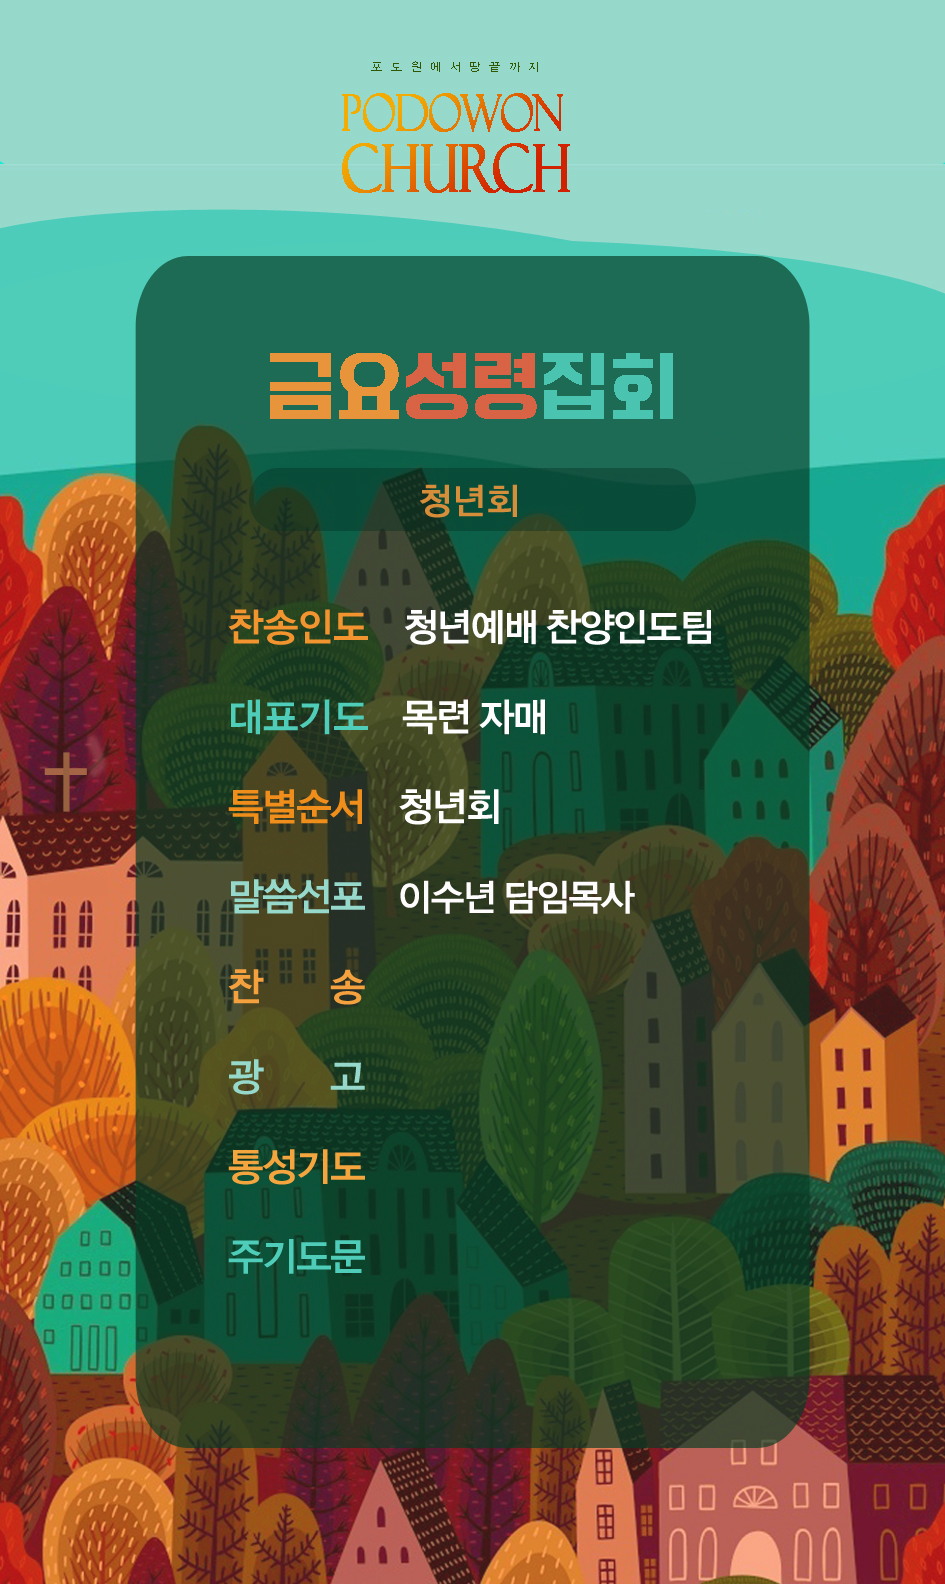 포도원에서땅끝까지
PODOWON
CHURCH
금요성령집회
청년회
찬송인도 청년예배 찬양인도팀
대표기도 목련 자매
특별순서 청년회
말씀선포 이수년 담임목사
찬 송
광 고
통성기도
주기도문